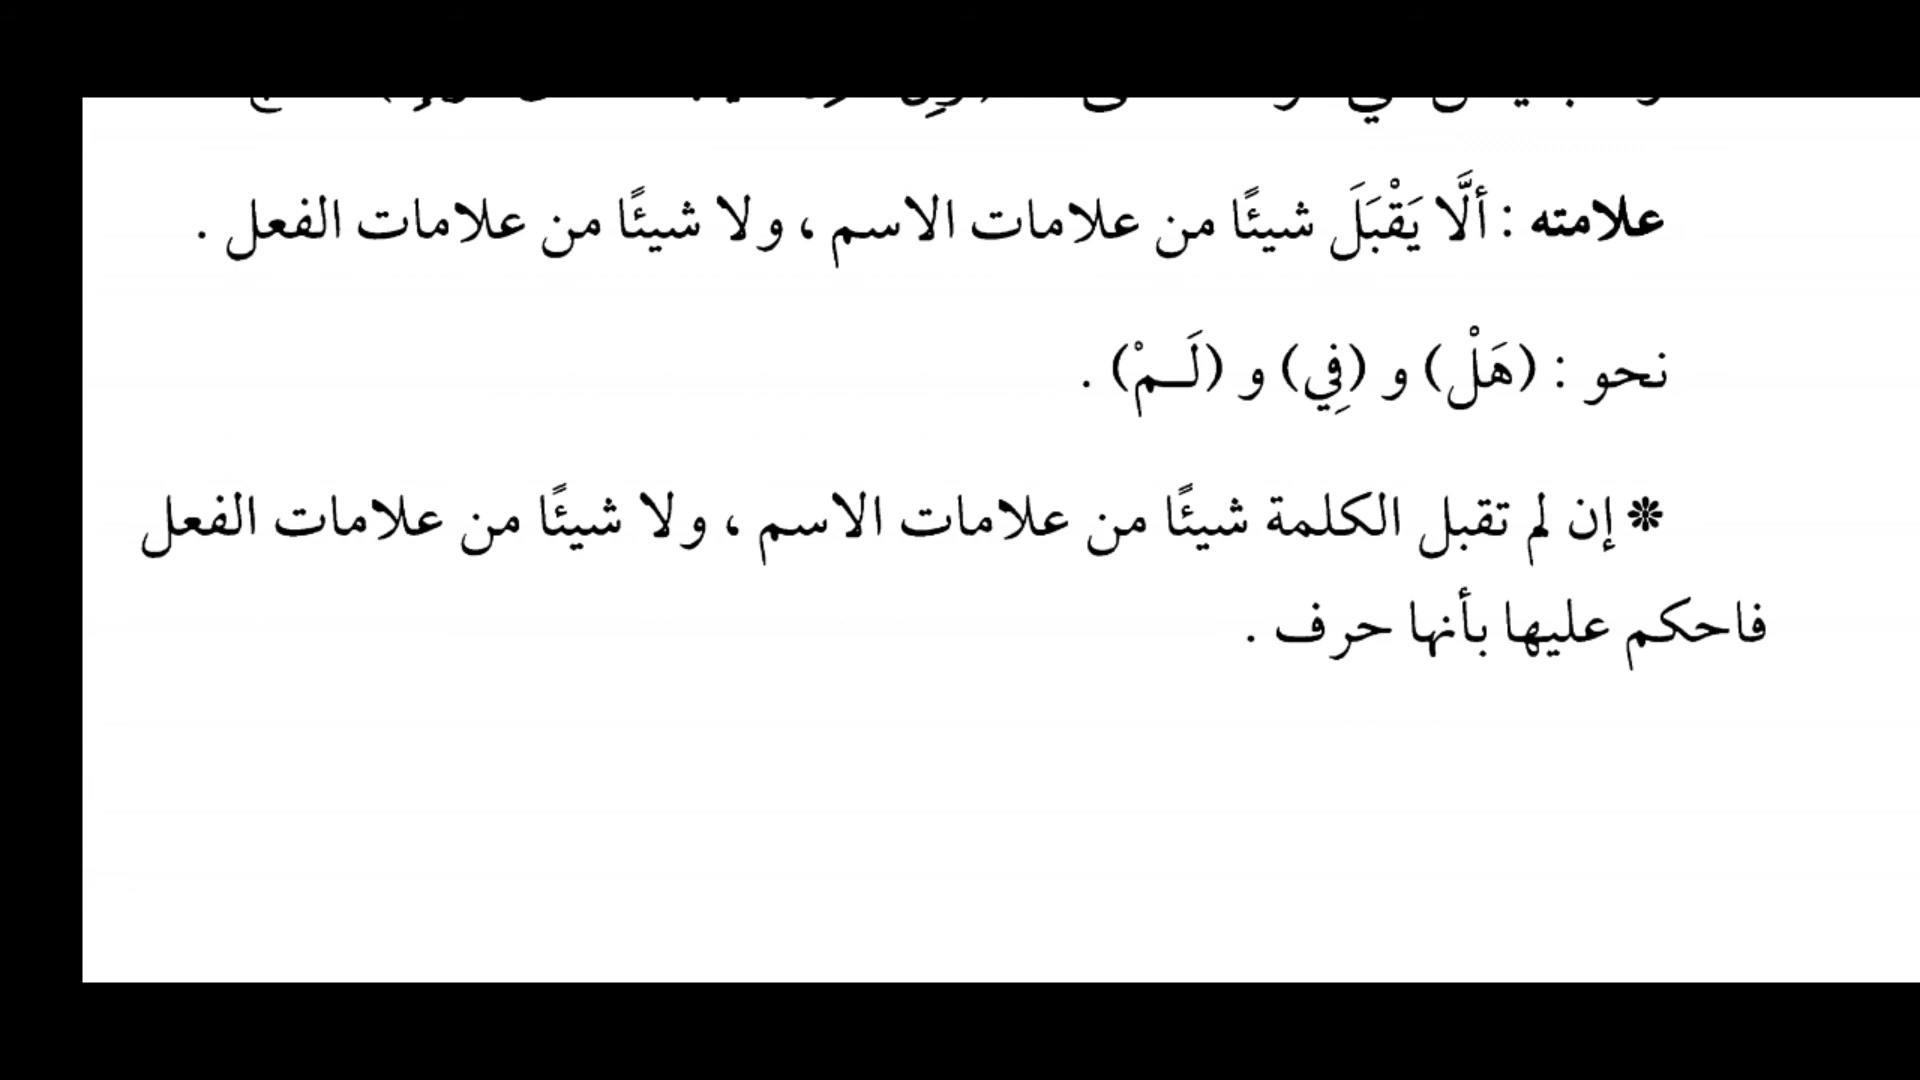 علامته : ألَّا يَقْبَلَ شيئًا من علامات الاسم ، ولا شيئًا من علامات الفعل .
نحو : (هَلْ) و (فِي) و (لَـمْ) .
❊ إن لم تقبل الكلمة شيئًا من علامات الاسم ، ولا شيئًا من علامات الفعل
فاحكم عليها بأنها حرف .